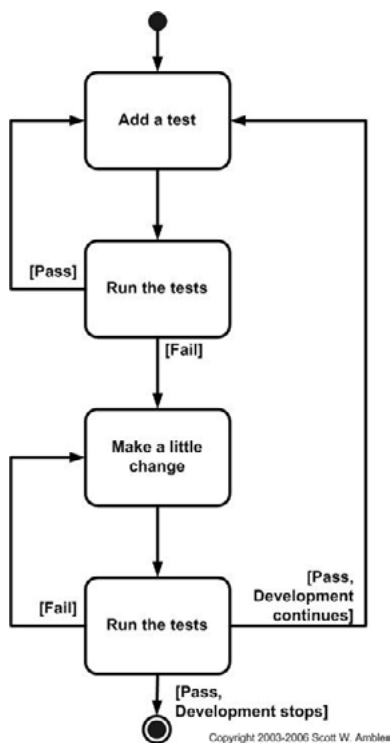 Add a test
[Pass]
Run the tests
[Fail]
Make a little
change
[Fail]
Run the tests
[Pass,
Development
continues]
[Pass,
Development stops]
Copyright 2003-2006 Scott W. Ambler